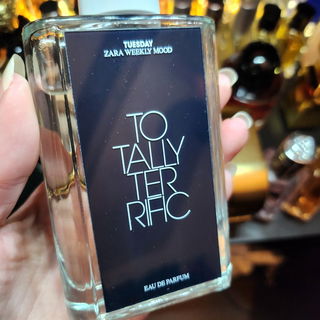 TUESDAY
ZARA WEEKLY MOOD
TO
TALLY
TER
RIFIC
EAU DE PARFUM